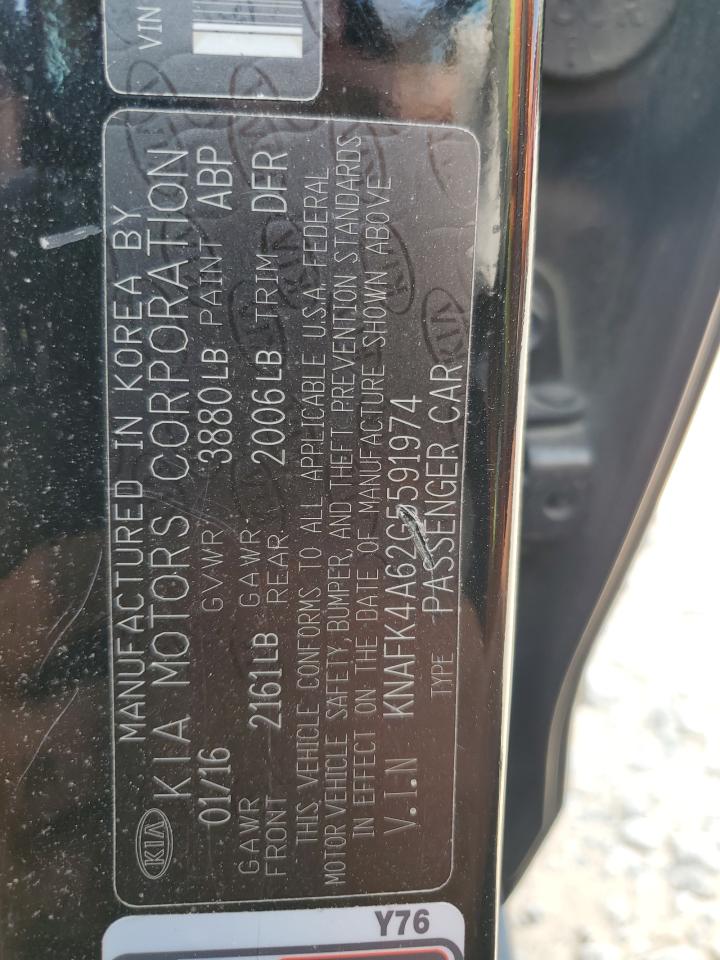 VIN
KIA
MANUFACTURED IN KOREA BY
KIA MOTORS CORPORATION
01/16 GVWR 3880LB PAINT ABP
GAWR FRONT 2161LB GAWR REAR 2006LB TRIM DFR
THIS VEHICLE CONFORMS TO ALL APPLICABLE U.S.A. FEDERAL
MOTOR VEHICLE SAFETY, BUMPER, AND THEFT PREVENTION STANDARDS
IN EFFECT ON THE DATE OF MANUFACTURE SHOWN ABOVE
V.I.N KNAFK4A62G5591974
TYPE PASSENGER CAR
Y76